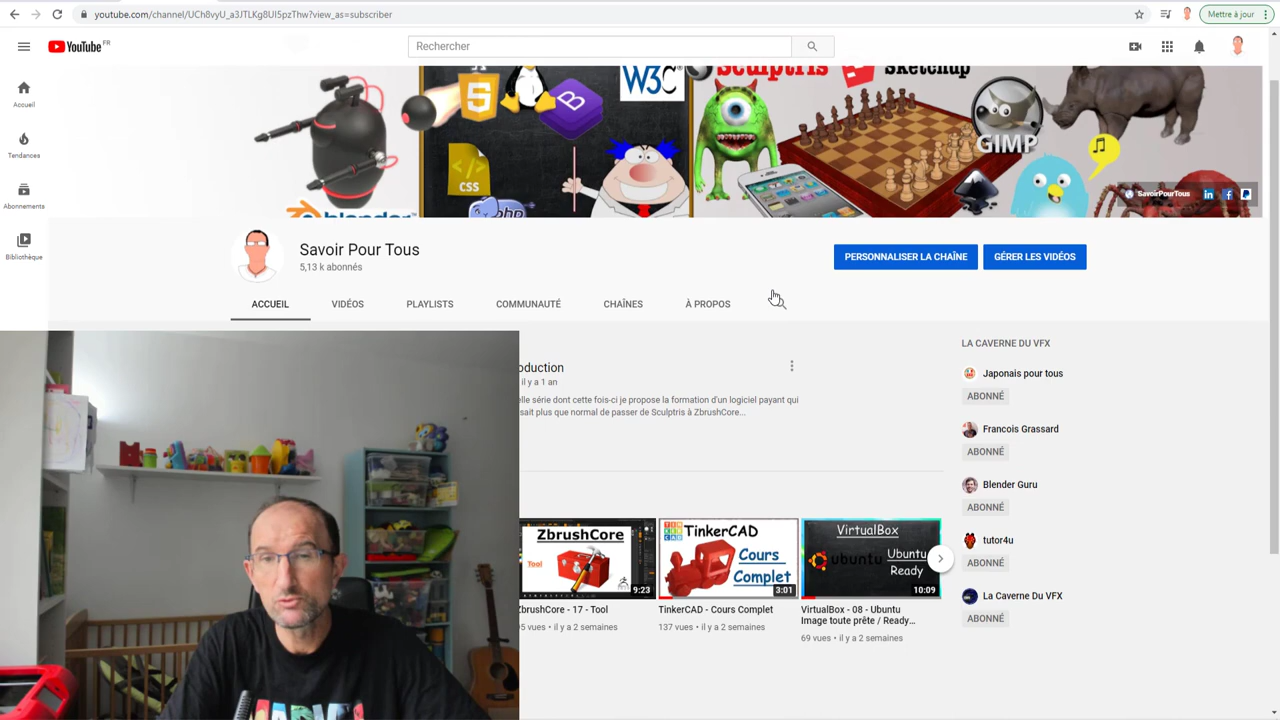 youtube.com/channel/UCh8vyU_a3JTLKg8UI5pzThw?view_as=subscriber
Mettre à jour
YouTube FR
Rechercher
Accueil
Tendances
Abonnements
Bibliothèque
CSS
php
blender
W3C
Sculptris
Sketchup
GIMP
SavoirPourTous
Savoir Pour Tous
5,13 k abonnés
PERSONNALISER LA CHAÎNE
GÉRER LES VIDÉOS
ACCUEIL
VIDÉOS
PLAYLISTS
COMMUNAUTÉ
CHAÎNES
À PROPOS
oduction
il y a 1 an
elle série dont cette fois-ci je propose la formation d'un logiciel payant qui
sait plus que normal de passer de Sculptris à ZbrushCore...
LA CAVERNE DU VFX
Japonais pour tous
ABONNÉ
Francois Grassard
ABONNÉ
Blender Guru
ABONNÉ
tutor4u
ABONNÉ
La Caverne Du VFX
ABONNÉ
ZbrushCore
Tool
9:23
ZbrushCore - 17 - Tool
95 vues • il y a 2 semaines
TinkerCAD
Cours
Complet
3:01
TinkerCAD - Cours Complet
137 vues • il y a 2 semaines
VirtualBox
ubuntu
Ubuntu
Ready
10:09
VirtualBox - 08 - Ubuntu
Image toute prête / Ready...
69 vues • il y a 2 semaines
MARVEL